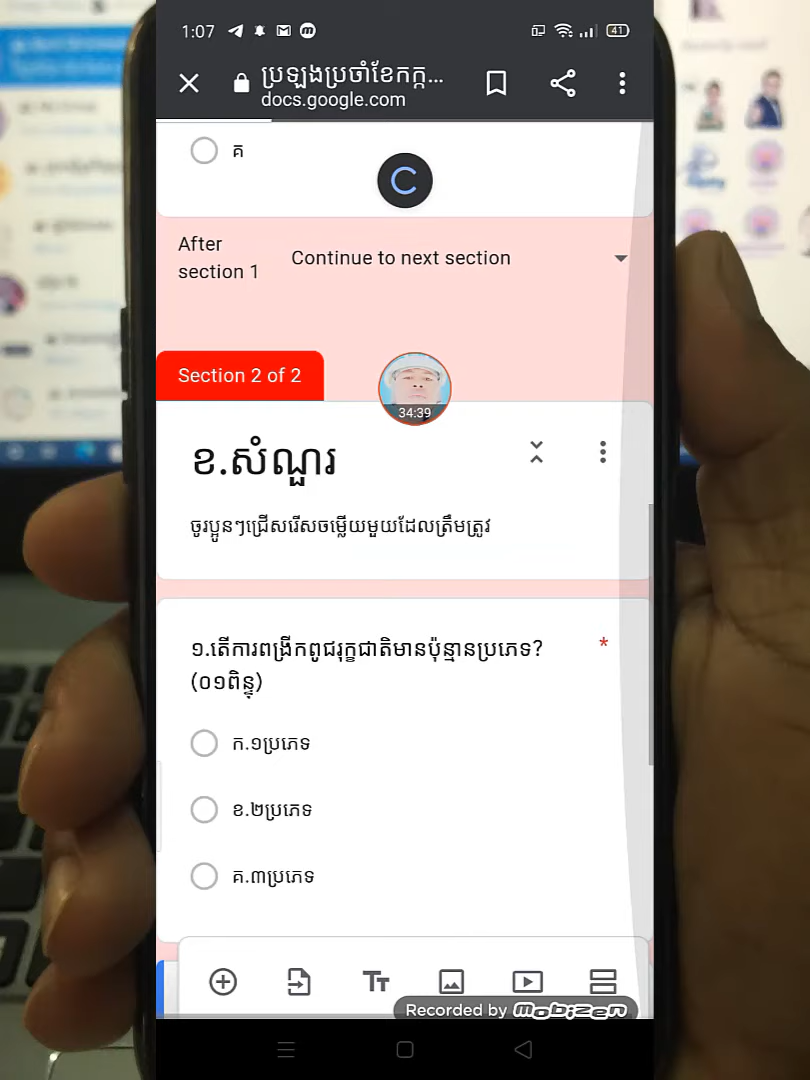 1:07
41
ប្រឡងប្រចាំខែកក្ក...
docs.google.com
គ
After
section 1
Continue to next section
Section 2 of 2
34:39
ខ.សំណួរ
ចូរប្អូនៗជ្រើសរើសចម្លើយមួយដែលត្រឹមត្រូវ
១.តើការពង្រីកពូជរុក្ខជាតិមានប៉ុន្មានប្រភេទ? *
(០១ពិន្ទុ)
ក.១ប្រភេទ
ខ.២ប្រភេទ
គ.៣ប្រភេទ
Recorded by mobizen